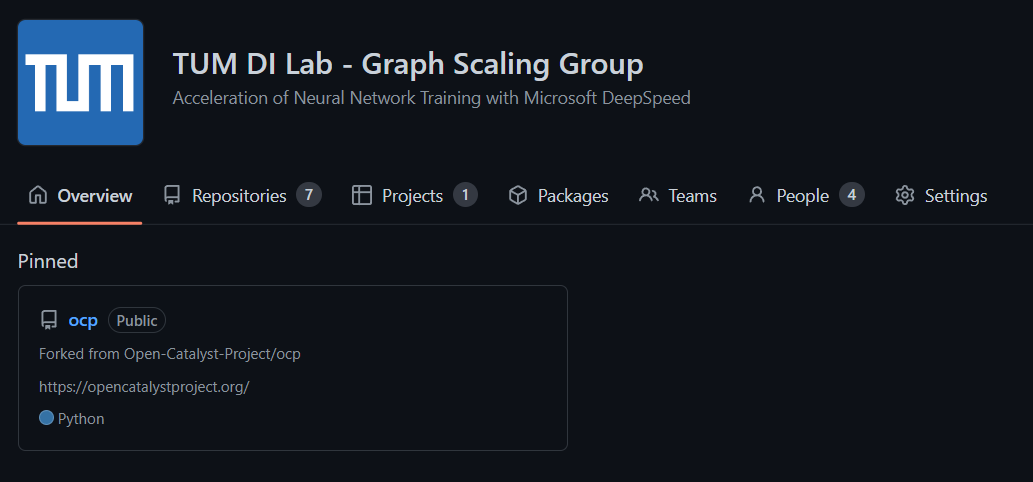 TUM
TUM DI Lab - Graph Scaling Group
Acceleration of Neural Network Training with Microsoft DeepSpeed
Overview Repositories 7 Projects 1 Packages Teams People 4 Settings
Pinned
ocp Public
Forked from Open-Catalyst-Project/ocp
https://opencatalystproject.org/
Python